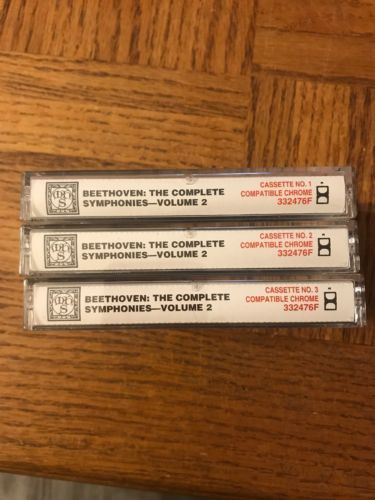 BEETHOVEN: THE COMPLETE
SYMPHONIES—VOLUME 2
CASSETTE NO. 1
COMPATIBLE CHROME
332476F
BEETHOVEN: THE COMPLETE
SYMPHONIES—VOLUME 2
CASSETTE NO. 2
COMPATIBLE CHROME
332476F
BEETHOVEN: THE COMPLETE
SYMPHONIES—VOLUME 2
CASSETTE NO. 3
COMPATIBLE CHROME
332476F